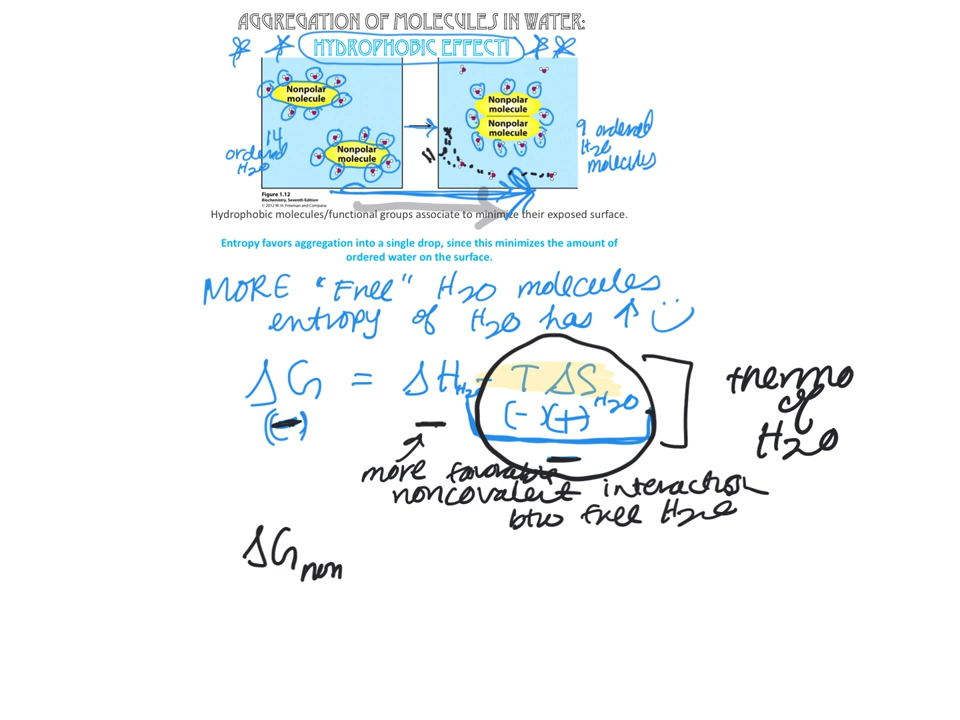 AGGREGATION OF MOLECULES IN WATER:
HYDROPHOBIC EFFECT!
Nonpolar
molecule
Nonpolar
molecule
Nonpolar
molecule
Nonpolar
molecule
14
ordered
H2O
9 ordered
H2O
molecules
Figure 1.12
Biochemistry, Seventh Edition
© 2012 W. H. Freeman and Company
Hydrophobic molecules/functional groups associate to minimize their exposed surface.
Entropy favors aggregation into a single drop, since this minimizes the amount of
ordered water on the surface.
MORE "Free" H2O molecules
entropy of H2O has ↑
ΔG = ΔH H2O - TΔS H2O
(-) (-)(+)
thermo
of
H2O
more favorable
noncovalent interaction
btw free H2O
ΔG non